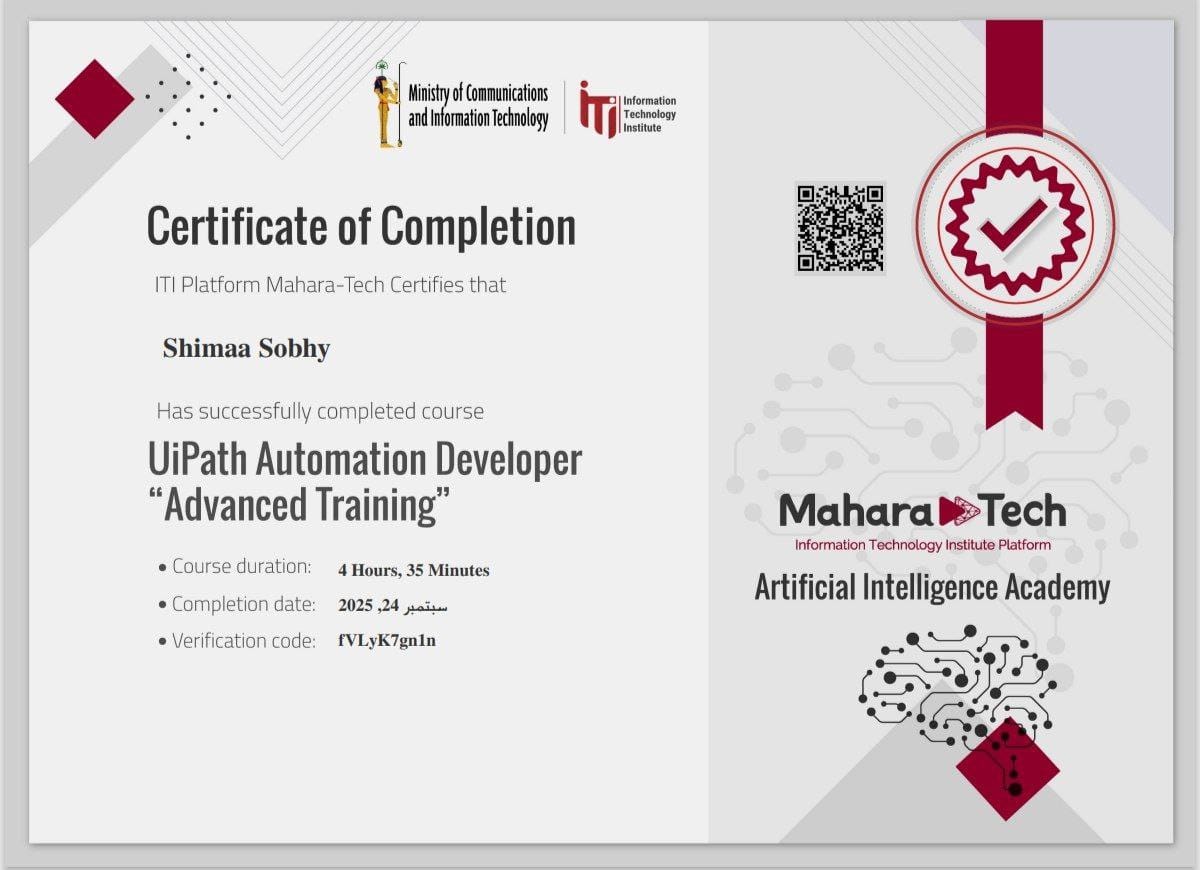 Ministry of Communications
and Information Technology
iTi
Information
Technology
Institute
Certificate of Completion
ITI Platform Mahara-Tech Certifies that
Shimaa Sobhy
Has successfully completed course
UiPath Automation Developer
“Advanced Training”
• Course duration: 4 Hours, 35 Minutes
• Completion date: 2025 ,24 سبتمبر
• Verification code: fVLyK7gn1n
Mahara Tech
Information Technology Institute Platform
Artificial Intelligence Academy